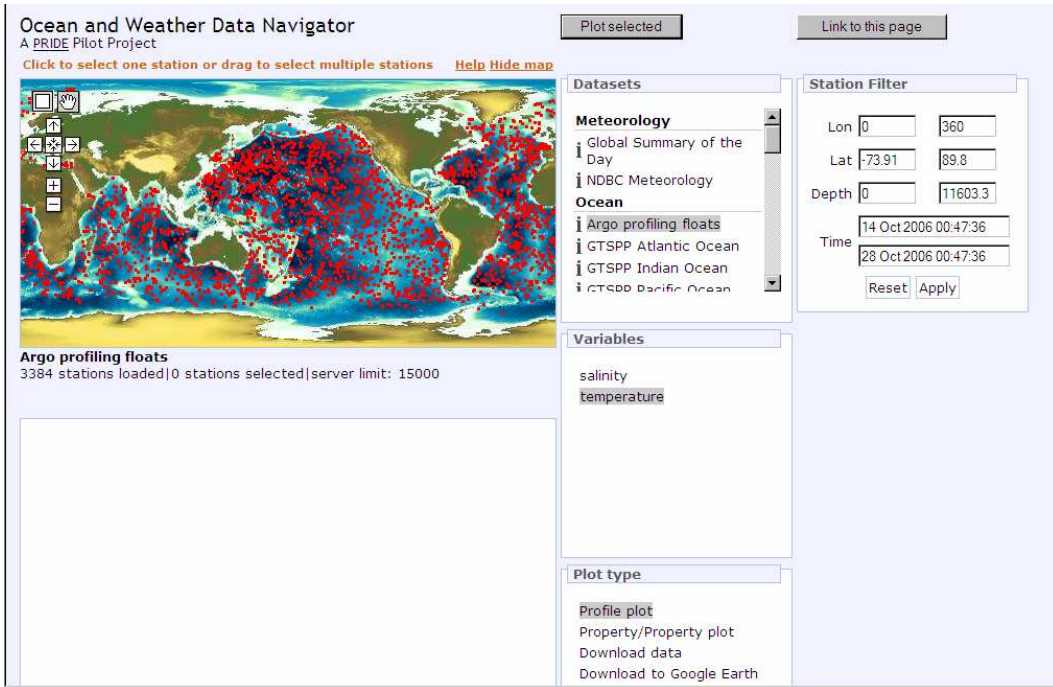 Ocean and Weather Data Navigator
A PRIDE Pilot Project
Click to select one station or drag to select multiple stations Help Hide map
Argo profiling floats
3384 stations loaded|0 stations selected|server limit: 15000
Plot selected
Link to this page
Datasets
Meteorology
Global Summary of the
Day
NDBC Meteorology
Ocean
Argo profiling floats
GTSPP Atlantic Ocean
GTSPP Indian Ocean
GTSPP Pacific Ocean
Variables
salinity
temperature
Plot type
Profile plot
Property/Property plot
Download data
Download to Google Earth
Station Filter
Lon 0 360
Lat -73.91 89.8
Depth 0 11603.3
Time 14 Oct 2006 00:47:36
28 Oct 2006 00:47:36
Reset Apply